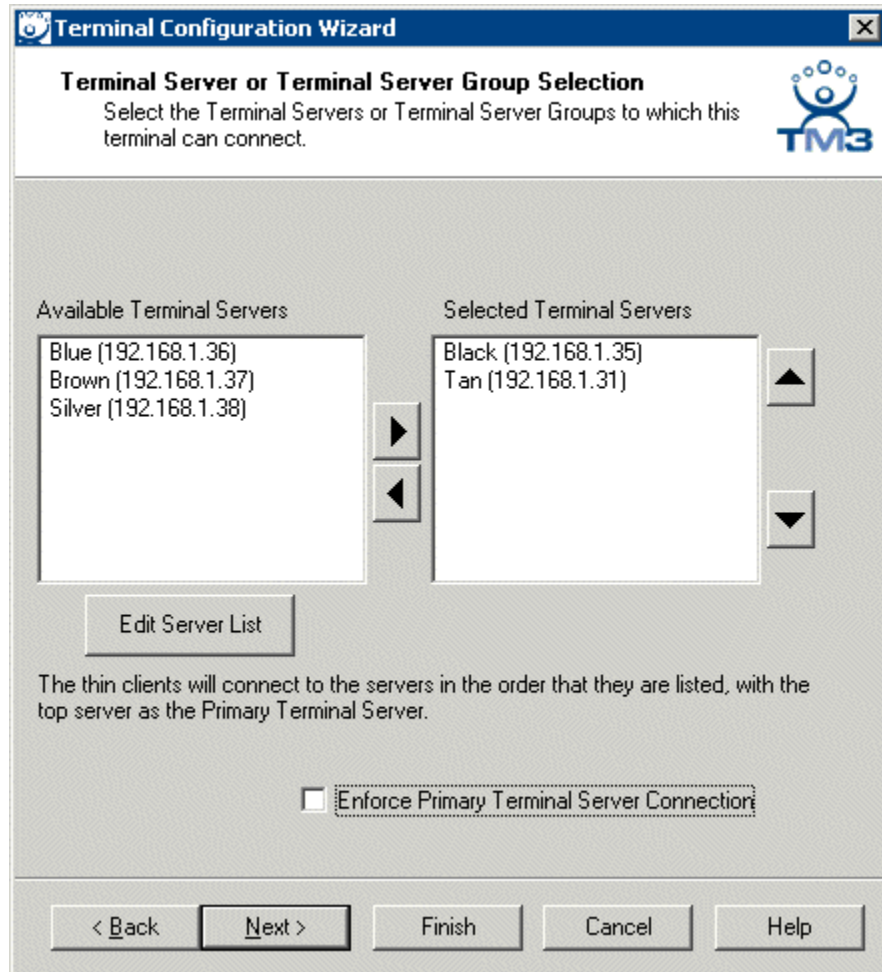 Terminal Configuration Wizard
Terminal Server or Terminal Server Group Selection
Select the Terminal Servers or Terminal Server Groups to which this
terminal can connect.
TM3
Available Terminal Servers
Selected Terminal Servers
Blue (192.168.1.36)
Brown (192.168.1.37)
Silver (192.168.1.38)
Black (192.168.1.35)
Tan (192.168.1.31)
Edit Server List
The thin clients will connect to the servers in the order that they are listed, with the
top server as the Primary Terminal Server.
Enforce Primary Terminal Server Connection
< Back
Next >
Finish
Cancel
Help